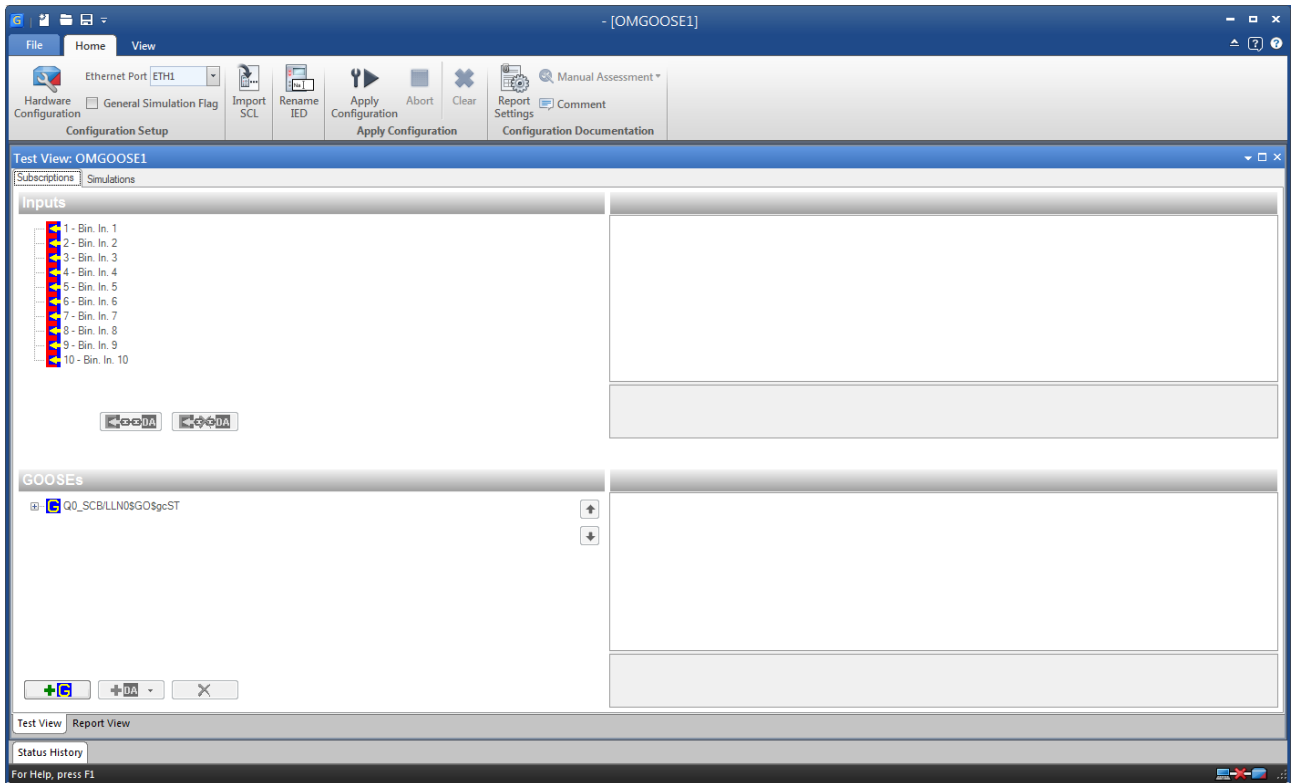 - [OMGOOSE1]
File Home View
Ethernet Port ETH1
General Simulation Flag
Hardware Configuration
Configuration Setup
Import SCL
Rename IED
Apply Configuration
Abort
Clear
Apply Configuration
Report Settings
Manual Assessment
Comment
Configuration Documentation
Test View: OMGOOSE1
Subscriptions Simulations
Inputs
1 - Bin. In. 1
2 - Bin. In. 2
3 - Bin. In. 3
4 - Bin. In. 4
5 - Bin. In. 5
6 - Bin. In. 6
7 - Bin. In. 7
8 - Bin. In. 8
9 - Bin. In. 9
10 - Bin. In. 10
DA DA
GOOSEs
G Q0_SCB/LLN0$GO$gcST
G DA
Test View Report View
Status History
For Help, press F1